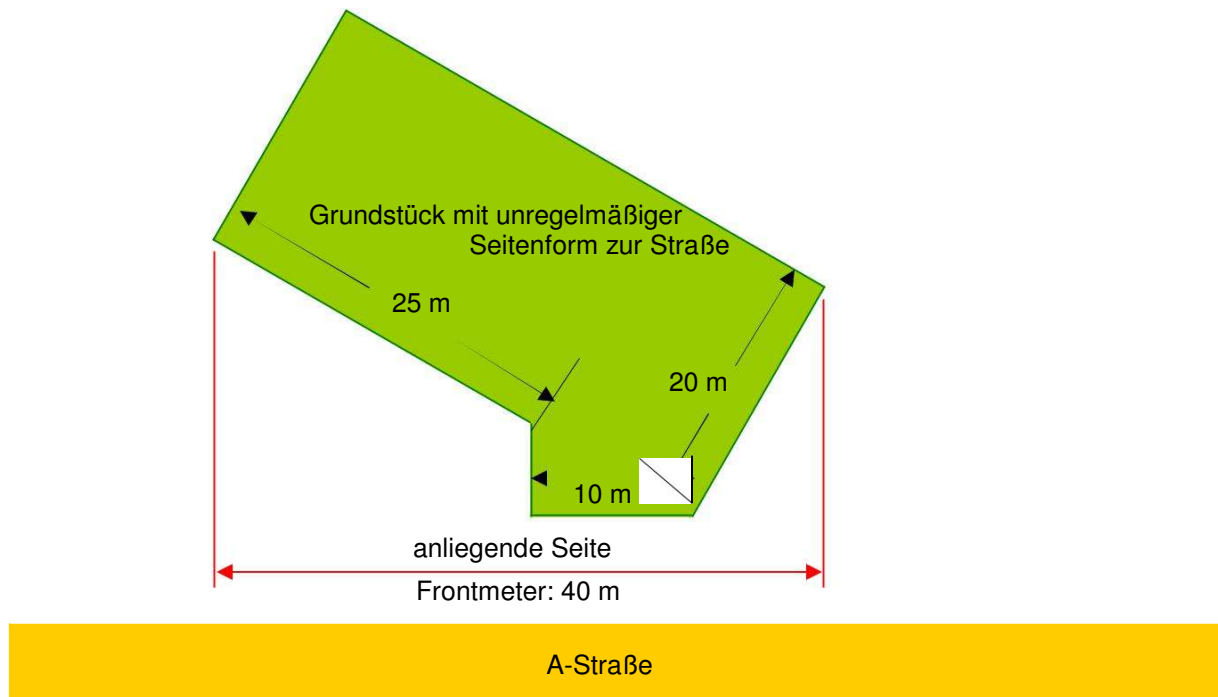 Grundstück mit unregelmäßiger
Seitenform zur Straße
25 m
20 m
10 m
anliegende Seite
Frontmeter: 40 m
A-Straße